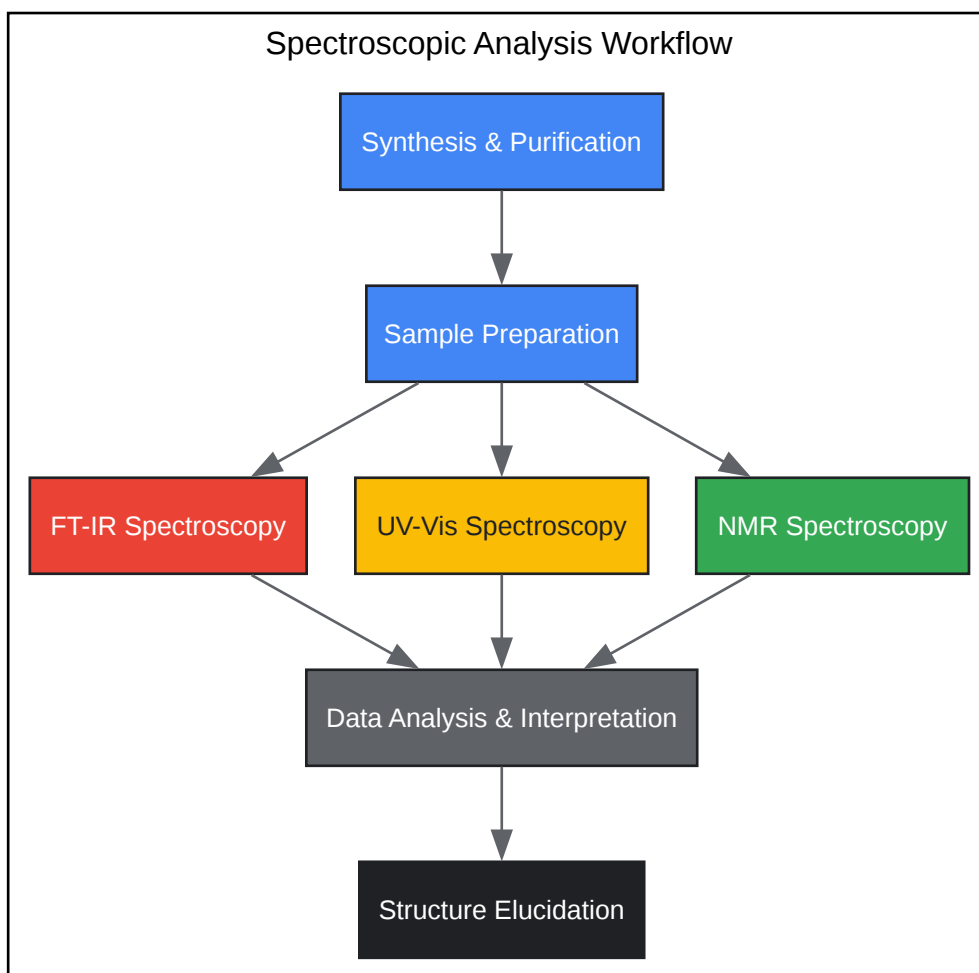 Spectroscopic Analysis Workflow
Synthesis & Purification
Sample Preparation
FT-IR Spectroscopy
UV-Vis Spectroscopy
NMR Spectroscopy
Data Analysis & Interpretation
Structure Elucidation